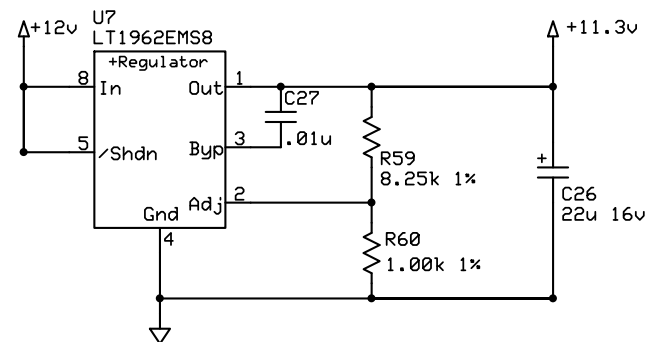 +12v
U7
LT1962EMS8
+Regulator
8
In
Out
1
5
/Shdn
Byp
3
Adj
2
Gnd
4
C27
.01u
R59
8.25k 1%
R60
1.00k 1%
+11.3v
+
C26
22u 16v